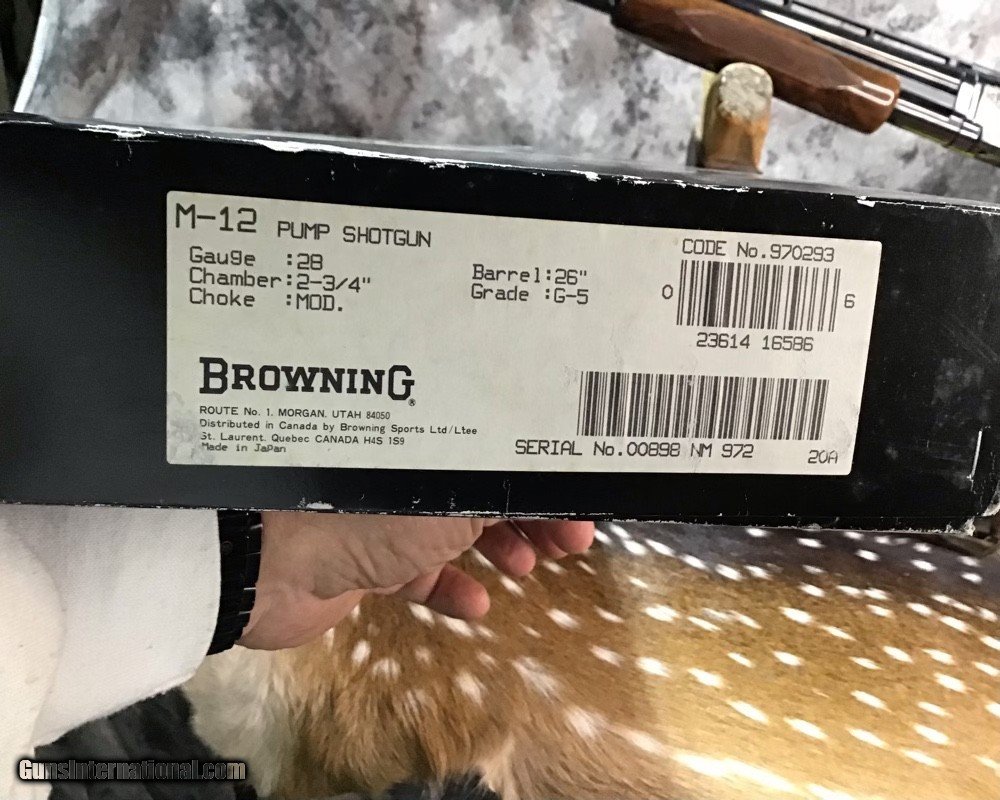 M-12 PUMP SHOTGUN
Gauge :28
Chamber:2-3/4"
Choke :MOD.
Barrel:26"
Grade :G-5
CODE No.970293
0 6
23614 16586
BROWNING®
ROUTE No. 1, MORGAN, UTAH 84050
Distributed in Canada by Browning Sports Ltd/Ltee
St. Laurent, Quebec CANADA H4S 1S9
Made in Japan
SERIAL No.00898 NM 972
20A
GunsInternational.com